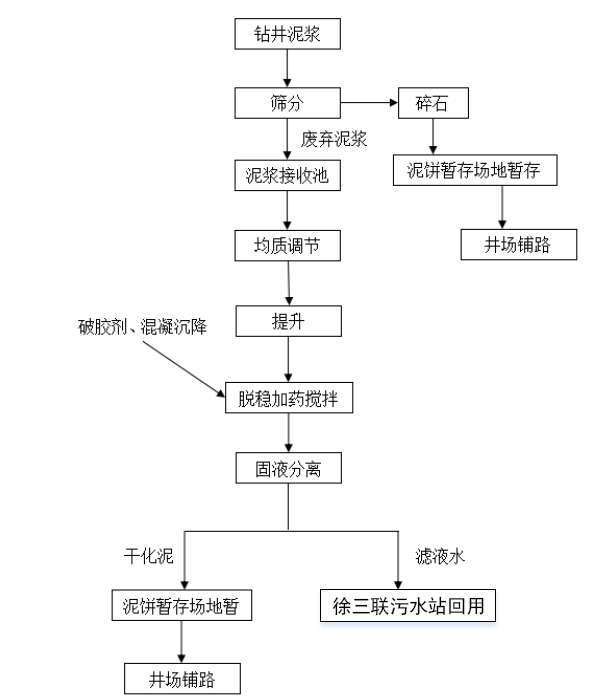 钻井泥浆
筛分
碎石
废弃泥浆
泥浆接收池
泥饼暂存场地暂存
均质调节
井场铺路
提升
破胶剂、混凝沉降
脱稳加药搅拌
固液分离
干化泥
滤液水
泥饼暂存场地暂
徐三联污水站回用
井场铺路